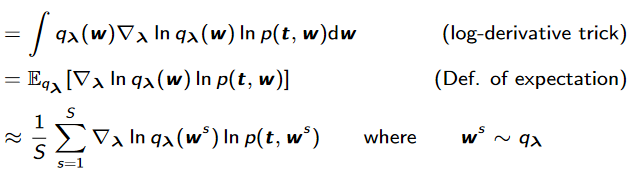 = ∫ q_λ(w)∇_λ ln q_λ(w) ln p(t, w)dw (log-derivative trick)
= 𝔼_{q_λ} [∇_λ ln q_λ(w) ln p(t, w)] (Def. of expectation)
≈ 1/S ∑_{s=1}^{S} ∇_λ ln q_λ(w^s) ln p(t, w^s) where w^s ∼ q_λ